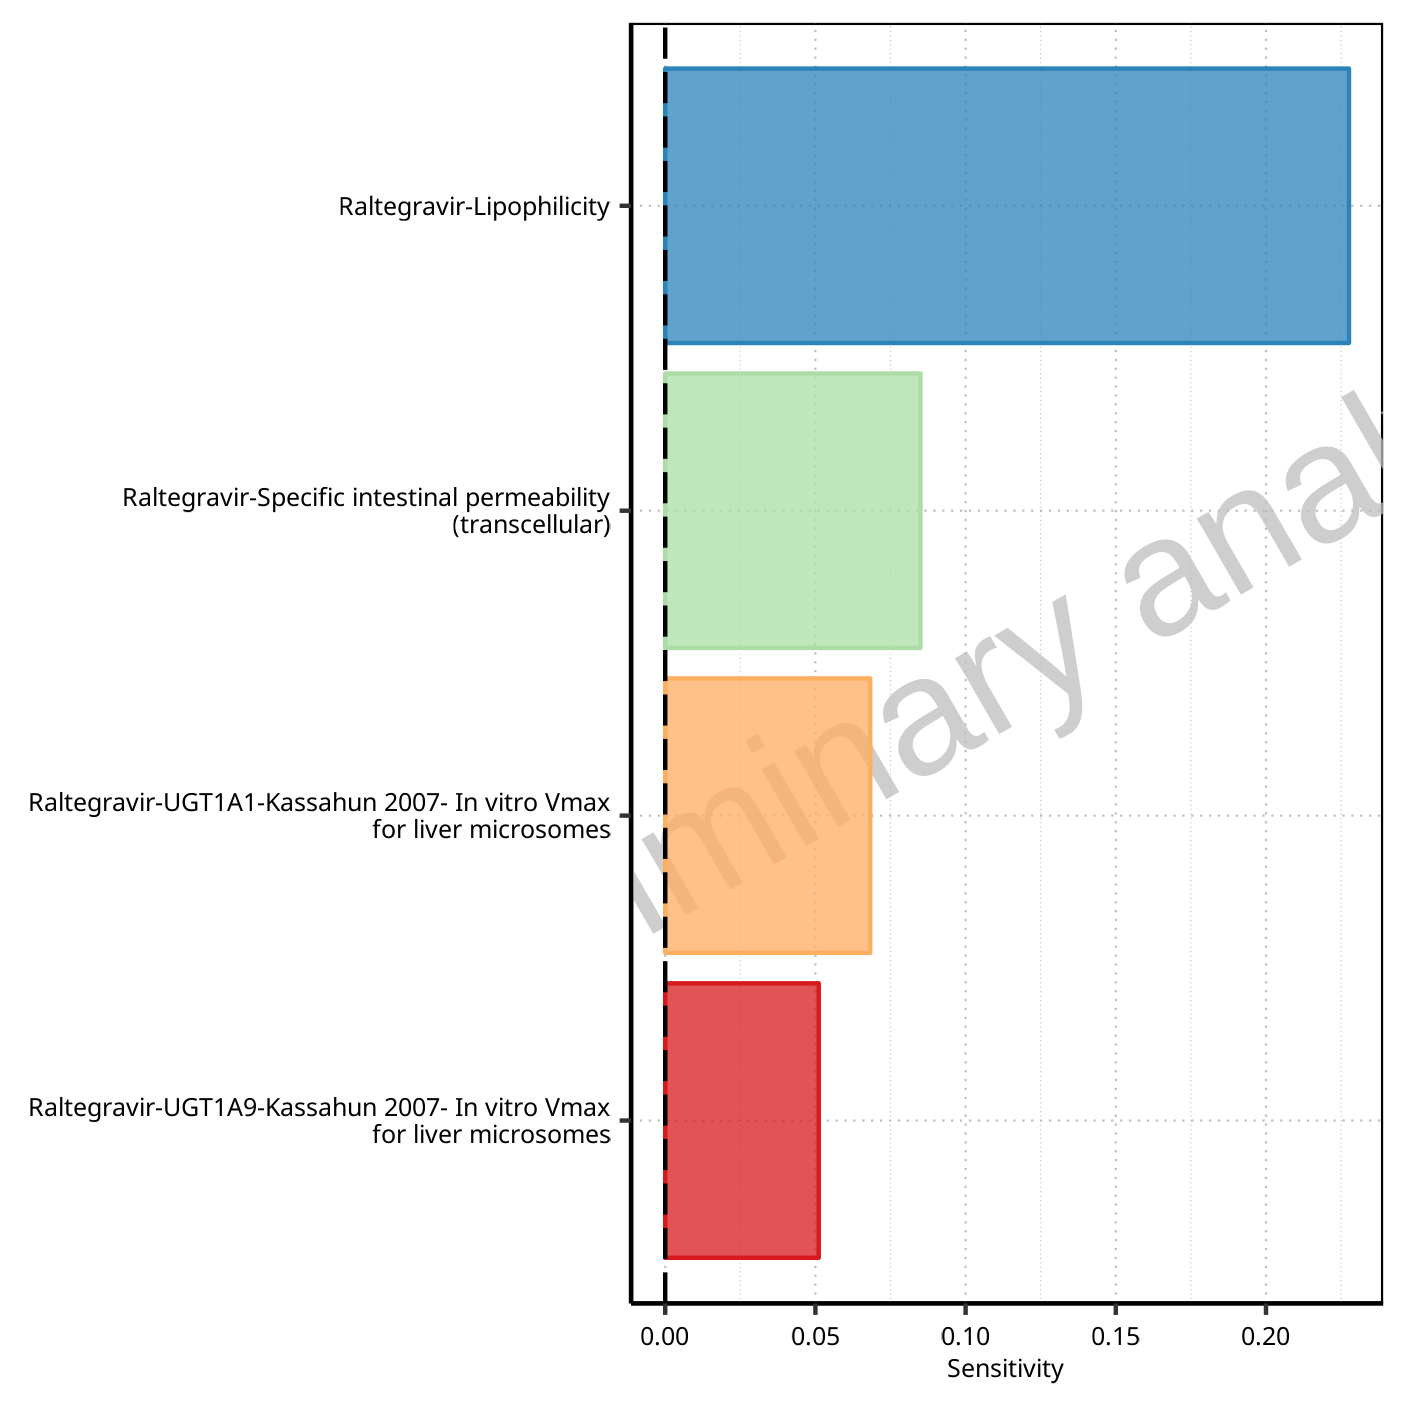 Raltegravir-Lipophilicity
Raltegravir-Specific intestinal permeability
(transcellular)
Raltegravir-UGT1A1-Kassahun 2007- In vitro Vmax
for liver microsomes
Raltegravir-UGT1A9-Kassahun 2007- In vitro Vmax
for liver microsomes
minary anal
0.00 0.05 0.10 0.15 0.20
Sensitivity